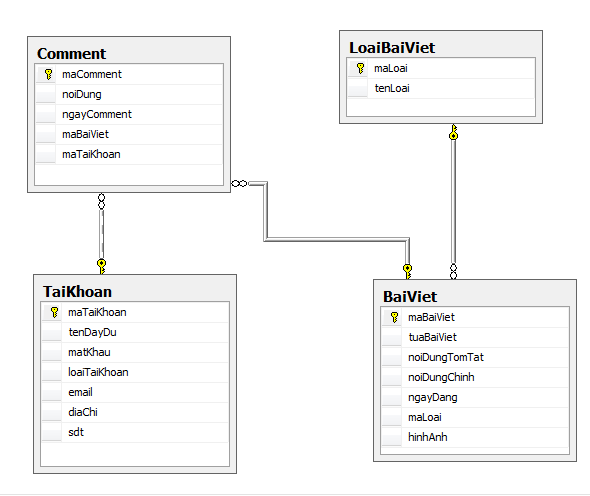 Comment
maComment
noiDung
ngayComment
maBaiViet
maTaiKhoan
LoaiBaiViet
maLoai
tenLoai
TaiKhoan
maTaiKhoan
tenDayDu
matKhau
loaiTaiKhoan
email
diaChi
sdt
BaiViet
maBaiViet
tuaBaiViet
noiDungTomTat
noiDungChinh
ngayDang
maLoai
hinhAnh